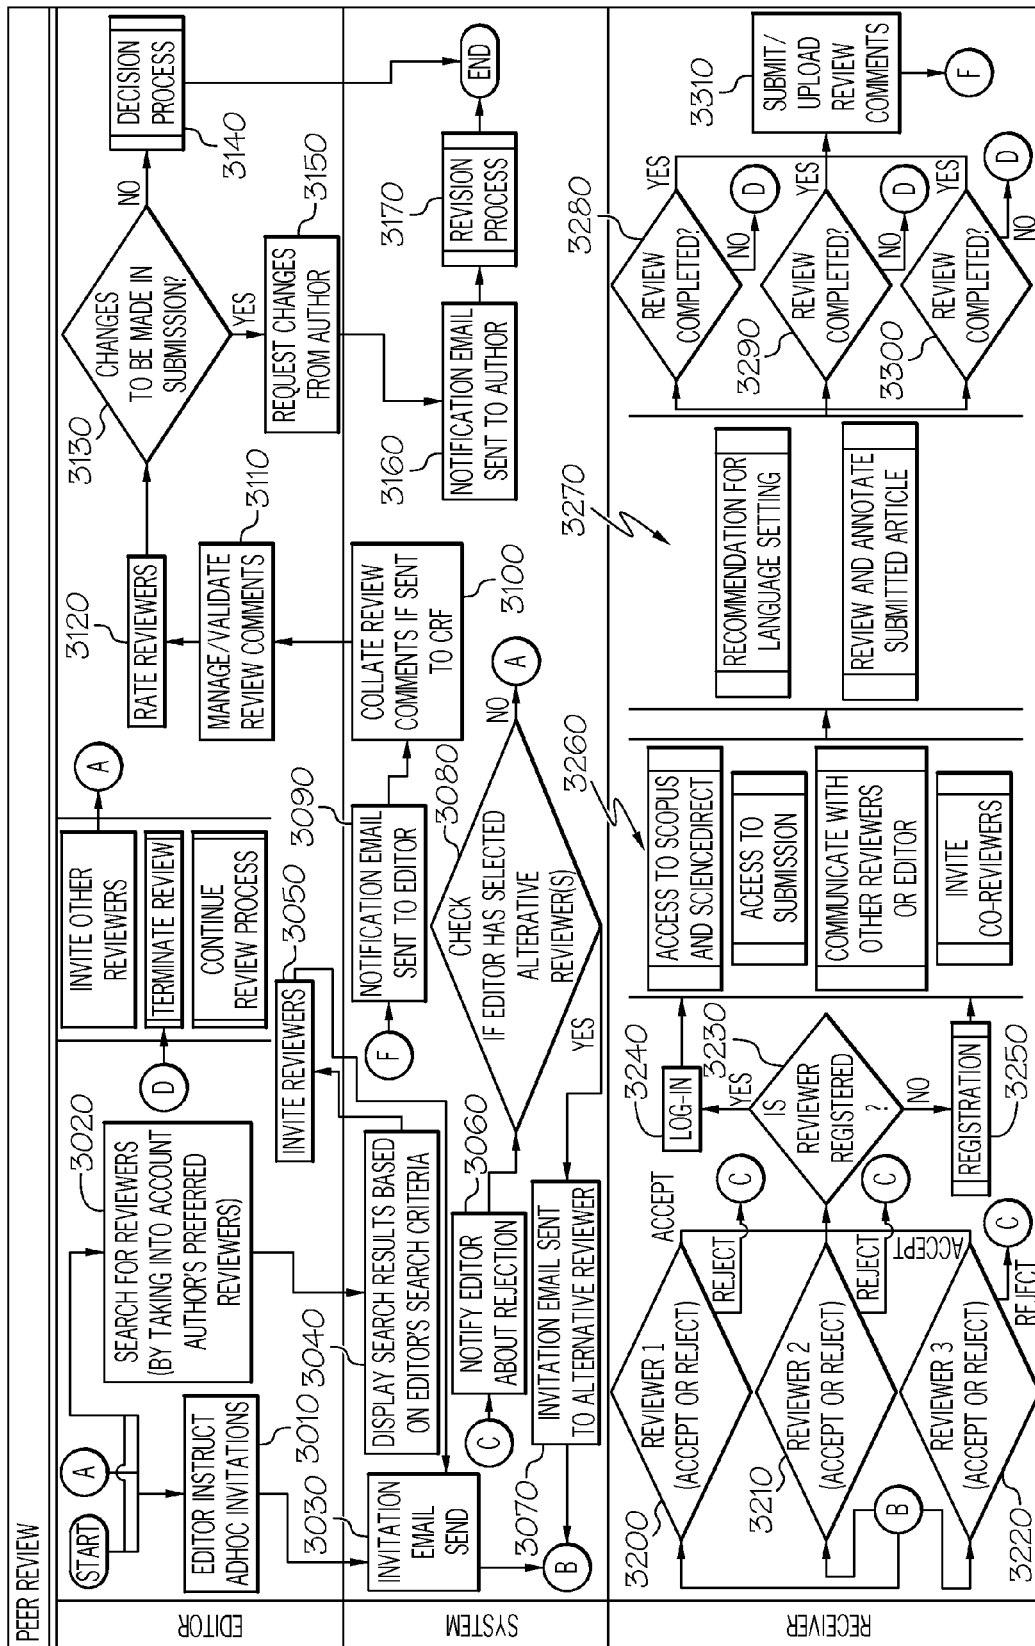 PEER REVIEW
EDITOR
START
A
EDITOR INSTRUCT
ADHOC INVITATIONS
3010
3020
SEARCH FOR REVIEWERS
(BY TAKING INTO ACCOUNT
AUTHOR'S PREFERRED
REVIEWERS)
D
INVITE OTHER
REVIEWERS
TERMINATE REVIEW
CONTINUE
REVIEW PROCESS
A
INVITE REVIEWERS
3050
3120
RATE REVIEWERS
MANAGE/VALIDATE
REVIEW COMMENTS
3110
3130
CHANGES
TO BE MADE IN
SUBMISSION?
NO
YES
DECISION
PROCESS
3140
REQUEST CHANGES
FROM AUTHOR
3150
SYSTEM
3030
INVITATION
EMAIL
SEND
3040
DISPLAY SEARCH RESULTS BASED
ON EDITOR'S SEARCH CRITERIA
C
NOTIFY EDITOR
ABOUT REJECTION
3060
3070
INVITATION EMAIL SENT
TO ALTERNATIVE REVIEWER
B
F
NOTIFICATION EMAIL
SENT TO EDITOR
3090
CHECK
IF EDITOR HAS SELECTED
ALTERATIVE
REVIEWER(S)
3080
YES
NO
A
COLLATE REVIEW
COMMENTS IF SENT
TO CRF
3100
3160
NOTIFICATION EMAIL
SENT TO AUTHOR
3170
REVISION
PROCESS
END
RECEIVER
3200
REVIEWER 1
(ACCEPT OR REJECT)
ACCEPT
REJECT
C
3210
REVIEWER 2
(ACCEPT OR REJECT)
REJECT
C
B
3220
REVIEWER 3
(ACCEPT OR REJECT)
ACCEPT
REJECT
C
3240
LOG-IN
YES
3230
IS
REVIEWER
REGISTERED
?
NO
REGISTRATION
3250
3260
ACCESS TO SCOPUS
AND SCIENCEDIRECT
ACEESS TO
SUBMISSION
COMMUNICATE WITH
OTHER REVIEWERS
OR EDITOR
INVITE
CO-REVIEWERS
3270
RECOMMENDATION FOR
LANGUAGE SETTING
REVIEW AND ANNOTATE
SUBMITTED ARTICLE
3280
REVIEW
COMPLETED?
YES
NO
D
3290
REVIEW
COMPLETED?
YES
NO
D
3300
REVIEW
COMPLETED?
YES
NO
D
3310
SUBMIT/
UPLOAD
REVIEW
COMMENTS
F